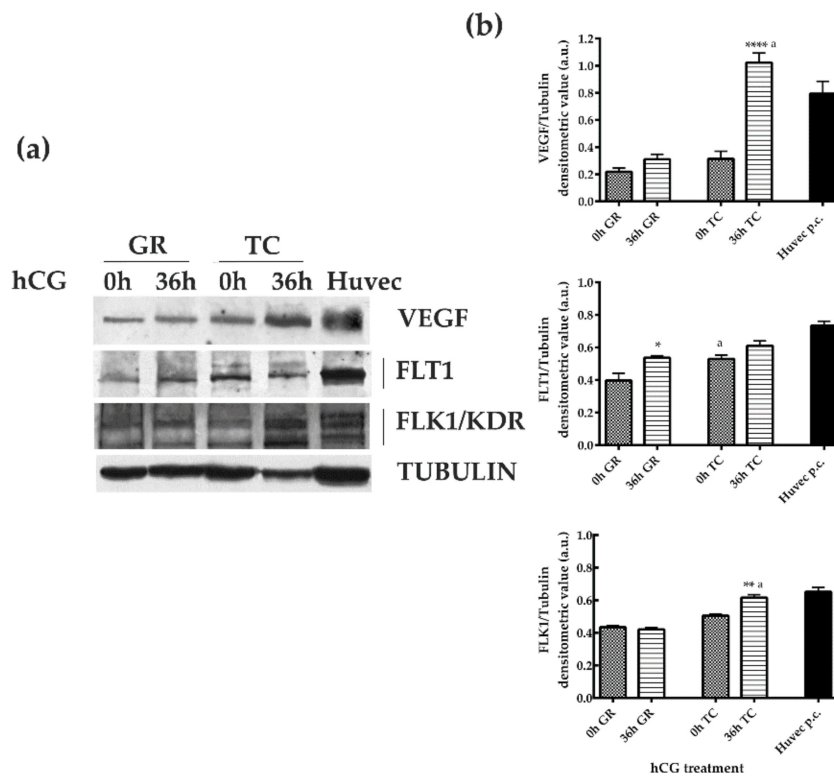 (a)
GR TC
hCG 0h 36h 0h 36h Huvec
VEGF
FLT1
FLK1/KDR
TUBULIN
(b)
VEGF/Tubulin
densitometric value (a.u.)
1.2
1.0
0.8
0.6
0.4
0.2
0.0
**** a
0h GR 36h GR 0h TC 36h TC Huvec p.c.
FLT1/Tubulin
densitometric value (a.u.)
1.0
0.8
0.6
0.4
0.2
0.0
* a
0h GR 36h GR 0h TC 36h TC Huvec p.c.
FLK1/Tubulin
densitometric value (a.u.)
1.0
0.8
0.6
0.4
0.2
0.0
** a
0h GR 36h GR 0h TC 36h TC Huvec p.c.
hCG treatment